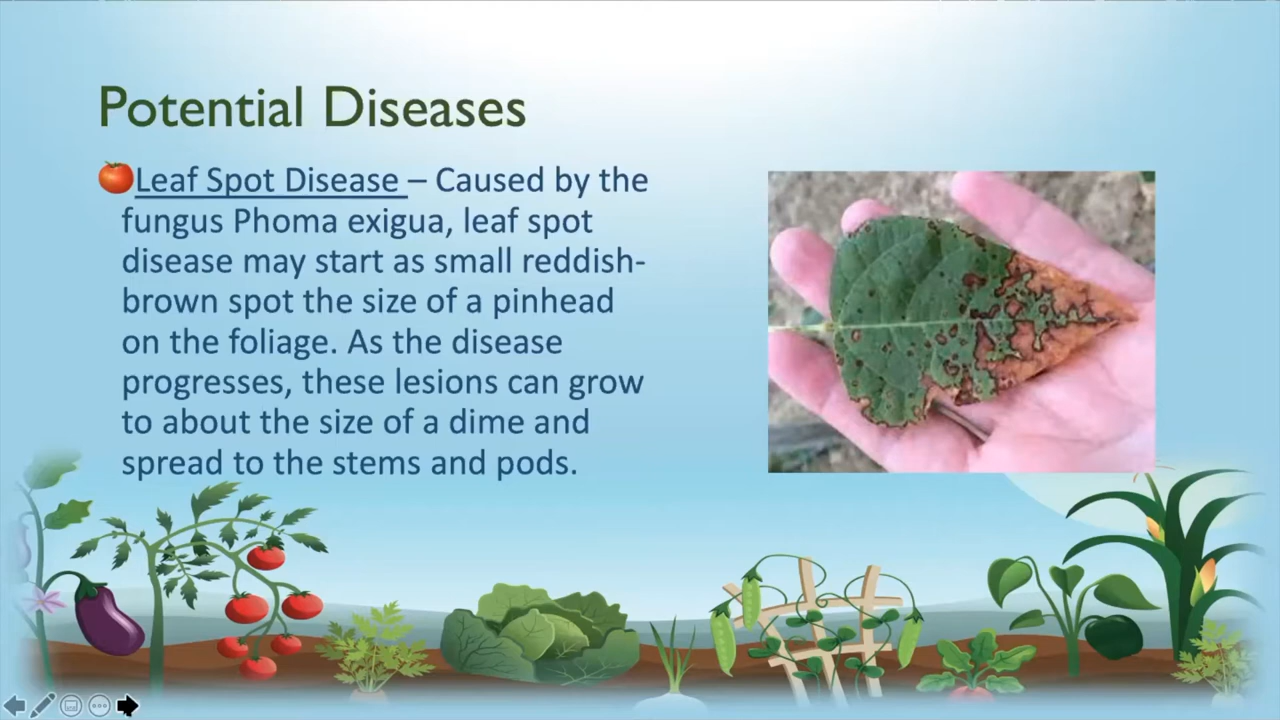 Potential Diseases
Leaf Spot Disease – Caused by the
fungus Phoma exigua, leaf spot
disease may start as small reddish-
brown spot the size of a pinhead
on the foliage. As the disease
progresses, these lesions can grow
to about the size of a dime and
spread to the stems and pods.